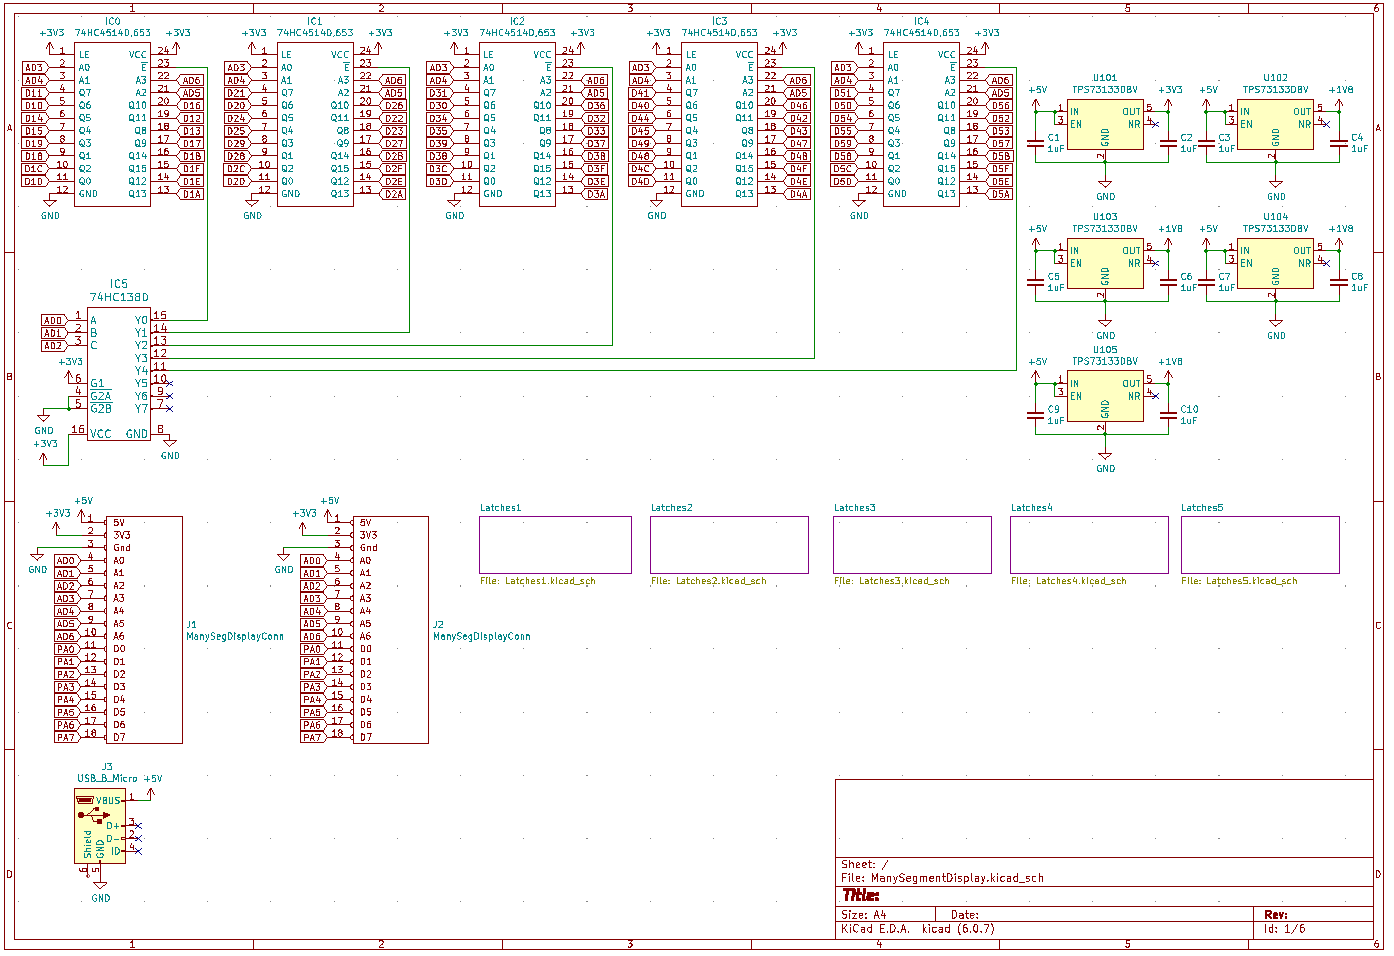 1 2 3 4 5 6
IC0
74HC4514D,653
+3V3 +3V3
1 LE VCC 24
AD3 2 A0 E 23
AD4 3 A1 A3 22 AD6
D11 4 Q7 A2 21 AD5
D10 5 Q6 Q10 20 D16
D14 6 Q5 Q11 19 D12
D15 7 Q4 Q8 18 D13
D19 8 Q3 Q9 17 D17
D18 9 Q1 Q14 16 D1B
D1C 10 Q2 Q15 15 D1F
D1D 11 Q0 Q12 14 D1E
12 GND Q13 13 D1A
GND
IC1
74HC4514D,653
+3V3 +3V3
1 LE VCC 24
AD3 2 A0 E 23
AD4 3 A1 A3 22 AD6
D21 4 Q7 A2 21 AD5
D20 5 Q6 Q10 20 D26
D24 6 Q5 Q11 19 D22
D25 7 Q4 Q8 18 D23
D29 8 Q3 Q9 17 D27
D28 9 Q1 Q14 16 D2B
D2C 10 Q2 Q15 15 D2F
D2D 11 Q0 Q12 14 D2E
12 GND Q13 13 D2A
GND
IC2
74HC4514D,653
+3V3 +3V3
1 LE VCC 24
AD3 2 A0 E 23
AD4 3 A1 A3 22 AD6
D31 4 Q7 A2 21 AD5
D30 5 Q6 Q10 20 D36
D34 6 Q5 Q11 19 D32
D35 7 Q4 Q8 18 D33
D39 8 Q3 Q9 17 D37
D38 9 Q1 Q14 16 D3B
D3C 10 Q2 Q15 15 D3F
D3D 11 Q0 Q12 14 D3E
12 GND Q13 13 D3A
GND
IC3
74HC4514D,653
+3V3 +3V3
1 LE VCC 24
AD3 2 A0 E 23
AD4 3 A1 A3 22 AD6
D41 4 Q7 A2 21 AD5
D40 5 Q6 Q10 20 D46
D44 6 Q5 Q11 19 D42
D45 7 Q4 Q8 18 D43
D49 8 Q3 Q9 17 D47
D48 9 Q1 Q14 16 D4B
D4C 10 Q2 Q15 15 D4F
D4D 11 Q0 Q12 14 D4E
12 GND Q13 13 D4A
GND
IC4
74HC4514D,653
+3V3 +3V3
1 LE VCC 24
AD3 2 A0 E 23
AD4 3 A1 A3 22 AD6
D51 4 Q7 A2 21 AD5
D50 5 Q6 Q10 20 D56
D54 6 Q5 Q11 19 D52
D55 7 Q4 Q8 18 D53
D59 8 Q3 Q9 17 D57
D58 9 Q1 Q14 16 D5B
D5C 10 Q2 Q15 15 D5F
D5D 11 Q0 Q12 14 D5E
12 GND Q13 13 D5A
GND
U101
TPS73133DBV
+5V +3V3
1 IN OUT 5
3 EN NR 4
GND
2
C1
1uF
C2
1uF
GND
U102
TPS73133DBV
+5V +1V8
1 IN OUT 5
3 EN NR 4
GND
2
C3
1uF
C4
1uF
GND
U103
TPS73133DBV
+5V +1V8
1 IN OUT 5
3 EN NR 4
GND
2
C5
1uF
C6
1uF
GND
U104
TPS73133DBV
+5V +1V8
1 IN OUT 5
3 EN NR 4
GND
2
C7
1uF
C8
1uF
GND
U105
TPS73133DBV
+5V +1V8
1 IN OUT 5
3 EN NR 4
GND
2
C9
1uF
C10
1uF
GND
IC5
74HC138D
AD0 1 A Y0 15
AD1 2 B Y1 14
AD2 3 C Y2 13
Y3 12
+3V3 Y4 11
6 G1 Y5 10
4 G2A Y6 9
5 G2B Y7 7
GND
16 VCC GND 8
+3V3
GND
+5V
+3V3
1 5V
2 3V3
3 Gnd
GND
AD0 4 A0
AD1 5 A1
AD2 6 A2
AD3 7 A3
AD4 8 A4
AD5 9 A5
AD6 10 A6
PA0 11 D0
PA1 12 D1
PA2 13 D2
PA3 14 D3
PA4 15 D4
PA5 16 D5
PA6 17 D6
PA7 18 D7
J1
ManySegDisplayConn
+5V
+3V3
1 5V
2 3V3
3 Gnd
GND
AD0 4 A0
AD1 5 A1
AD2 6 A2
AD3 7 A3
AD4 8 A4
AD5 9 A5
AD6 10 A6
PA0 11 D0
PA1 12 D1
PA2 13 D2
PA3 14 D3
PA4 15 D4
PA5 16 D5
PA6 17 D6
PA7 18 D7
J2
ManySegDisplayConn
Latches1
File: Latches1.kicad_sch
Latches2
File: Latches2.kicad_sch
Latches3
File: Latches3.kicad_sch
Latches4
File: Latches4.kicad_sch
Latches5
File: Latches5.kicad_sch
J3
USB_B_Micro
+5V
VBUS 1
D+ 3
D- 2
ID 4
Shield
GND
6 5
GND
A B C D
A B C D
Sheet: /
File: ManySegmentDisplay.kicad_sch
Title:
Size: A4 Date: Rev:
KiCad E.D.A. kicad (6.0.7) Id: 1/6
1 2 3 4 5 6